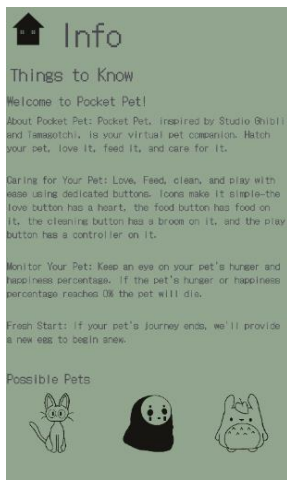 Info
Things to Know
Welcome to Pocket Pet!
About Pocket Pet: Pocket Pet, inspired by Studio Ghibli
and Tamagotchi, is your virtual pet companion. Hatch
your pet, love it, feed it, and care for it.
Caring for Your Pet: Love, Feed, clean, and play with
ease using dedicated buttons. Icons make it simple—the
love button has a heart, the food button has food on
it, the cleaning button has a broom on it, and the play
button has a controller on it.
Monitor Your Pet: Keep an eye on your pet's hunger and
happiness percentage. if the pet's hunger or happiness
percentage reaches 0% the pet will die.
Fresh Start: if your pet's journey ends, we'll provide
a new egg to begin anew.
Possible Pets